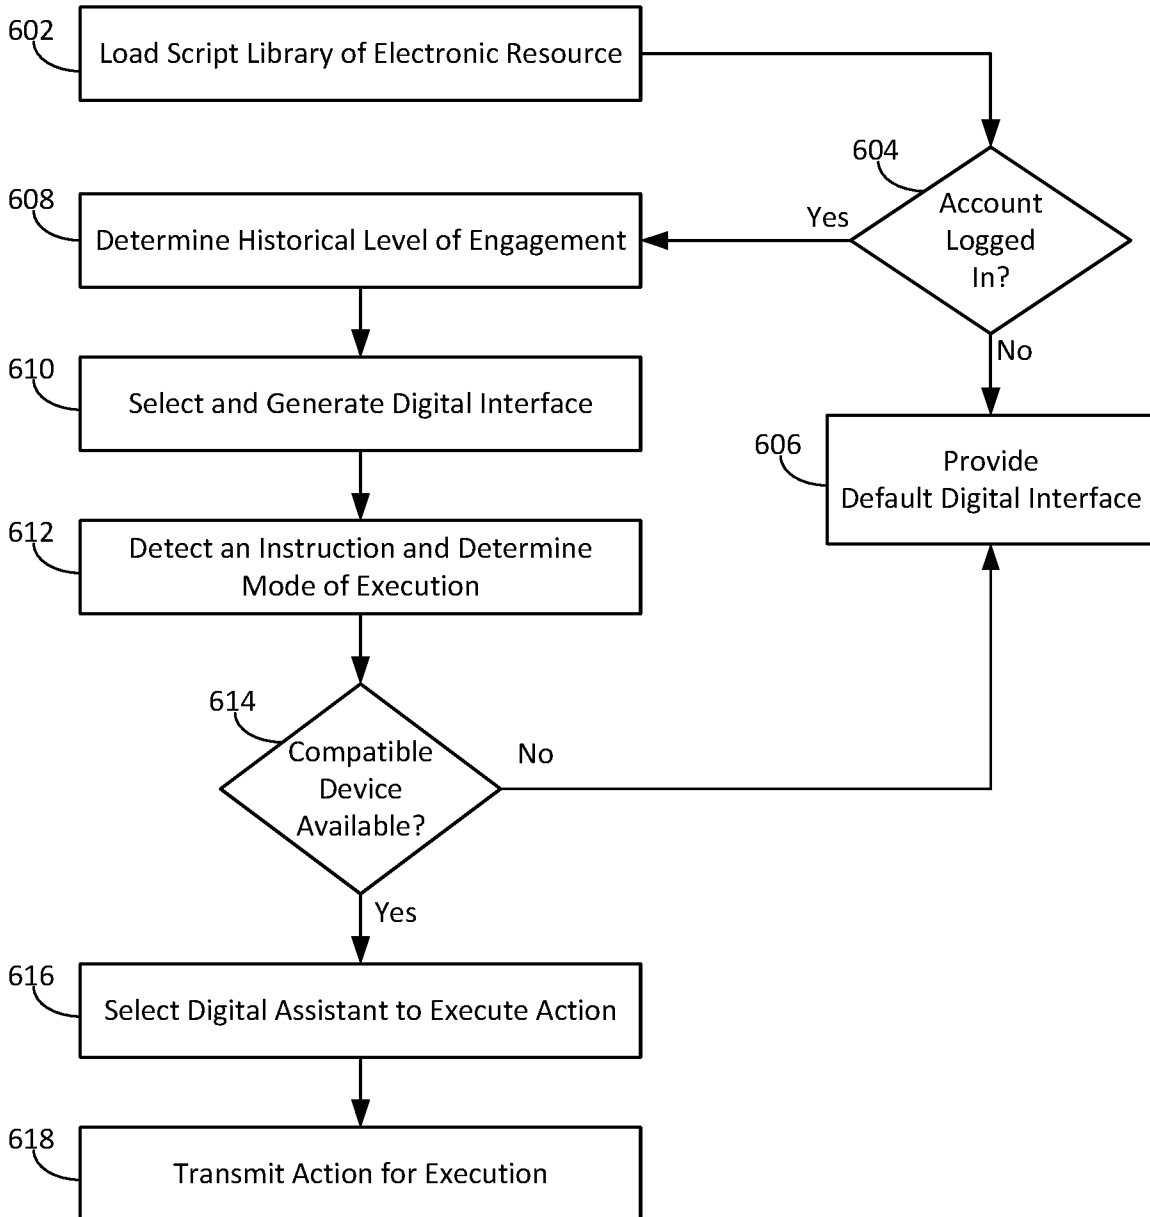 602
Load Script Library of Electronic Resource
604
Account
Logged
In?
Yes
No
608
Determine Historical Level of Engagement
610
Select and Generate Digital Interface
606
Provide
Default Digital Interface
612
Detect an Instruction and Determine
Mode of Execution
614
Compatible
Device
Available?
No
Yes
616
Select Digital Assistant to Execute Action
618
Transmit Action for Execution